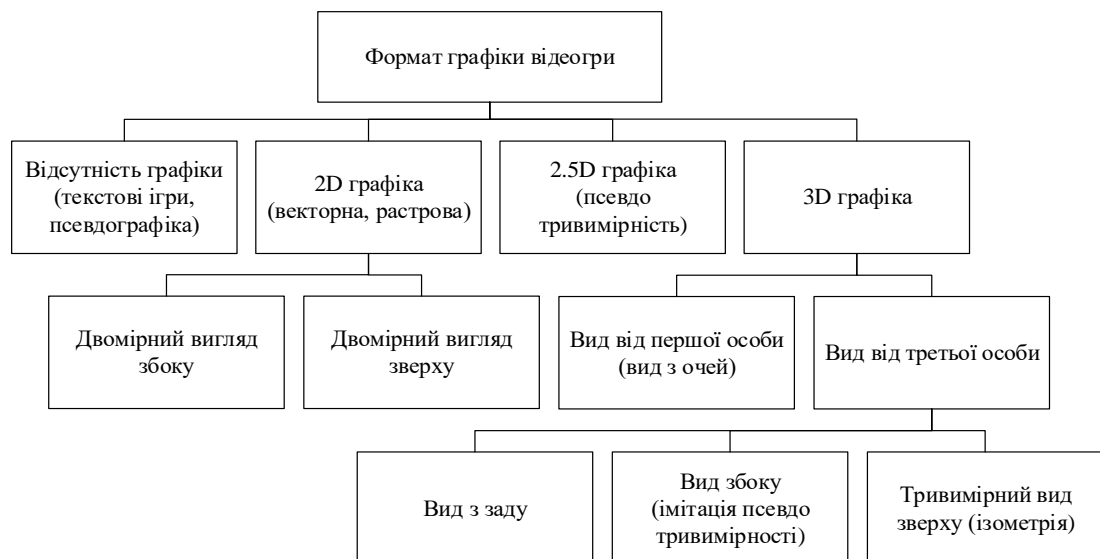 Формат графіки відеогри
Відсутність графіки
(текстові ігри,
псевдографіка)
2D графіка
(векторна, растрова)
2.5D графіка
(псевдо
тривимірність)
3D графіка
Двомірний вигляд
збоку
Двомірний вигляд
зверху
Вид від першої особи
(вид з очей)
Вид від третьої особи
Вид з заду
Вид збоку
(імітація псевдо
тривимірності)
Тривимірний вид
зверху (ізометрія)